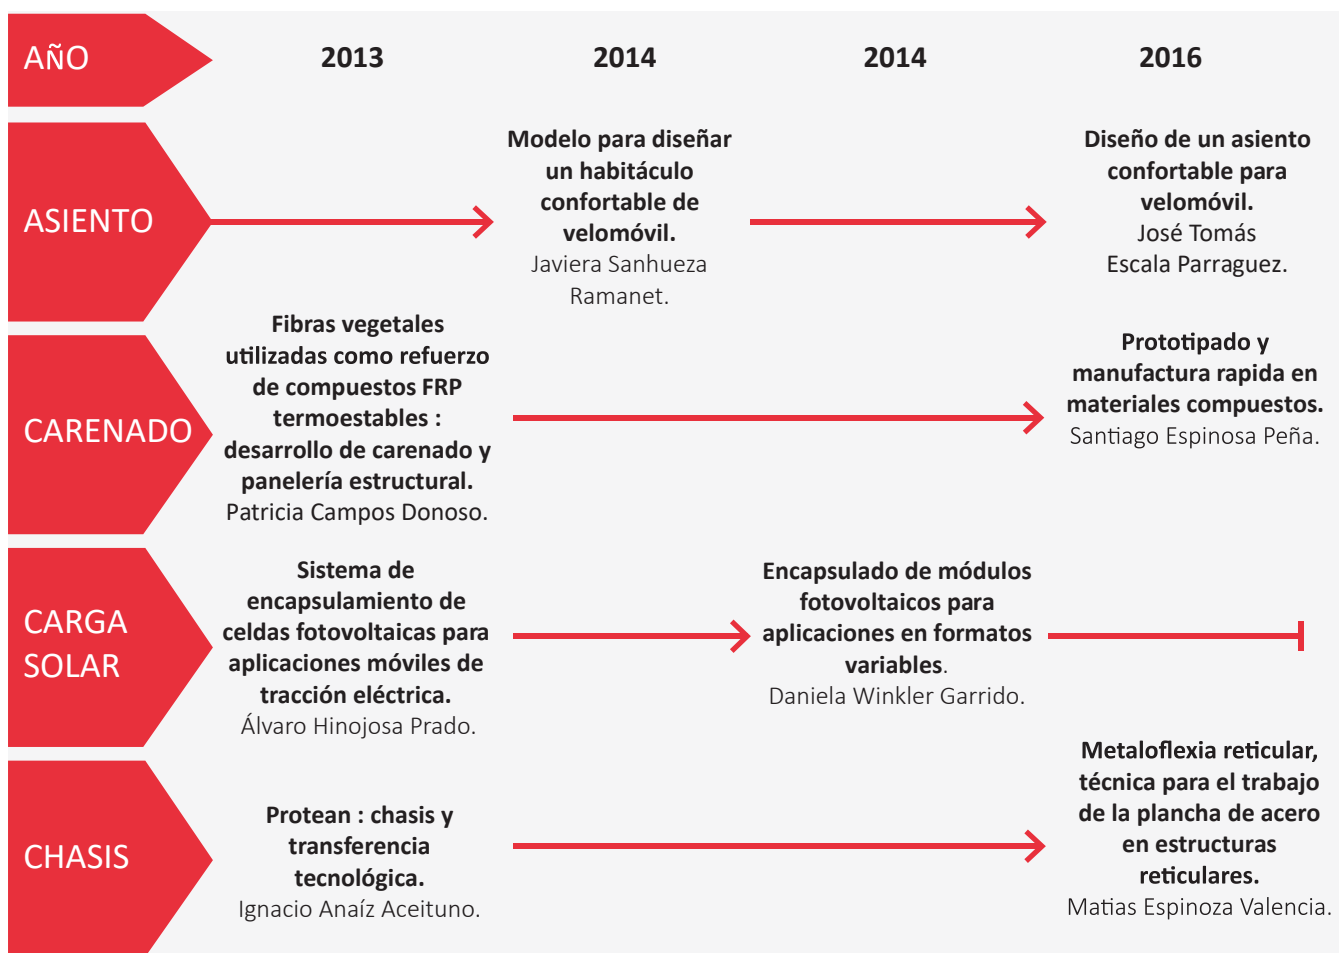 AÑO
2013
2014
2014
2016
ASIENTO
Modelo para diseñar
un habitáculo
confortable de
velomóvil.
Javiera Sanhueza
Ramanet.
Diseño de un asiento
confortable para
velomóvil.
José Tomás
Escala Parraguez.
CARENADO
Fibras vegetales
utilizadas como refuerzo
de compuestos FRP
termoestables :
desarrollo de carenado y
panelería estructural.
Patricia Campos Donoso.
Prototipado y
manufactura rapida en
materiales compuestos.
Santiago Espinosa Peña.
CARGA
SOLAR
Sistema de
encapsulamiento de
celdas fotovoltaicas para
aplicaciones móviles de
tracción eléctrica.
Álvaro Hinojosa Prado.
Encapsulado de módulos
fotovoltaicos para
aplicaciones en formatos
variables.
Daniela Winkler Garrido.
CHASIS
Protean : chasis y
transferencia
tecnológica.
Ignacio Anaíz Aceituno.
Metaloflexia reticular,
técnica para el trabajo
de la plancha de acero
en estructuras
reticulares.
Matias Espinoza Valencia.